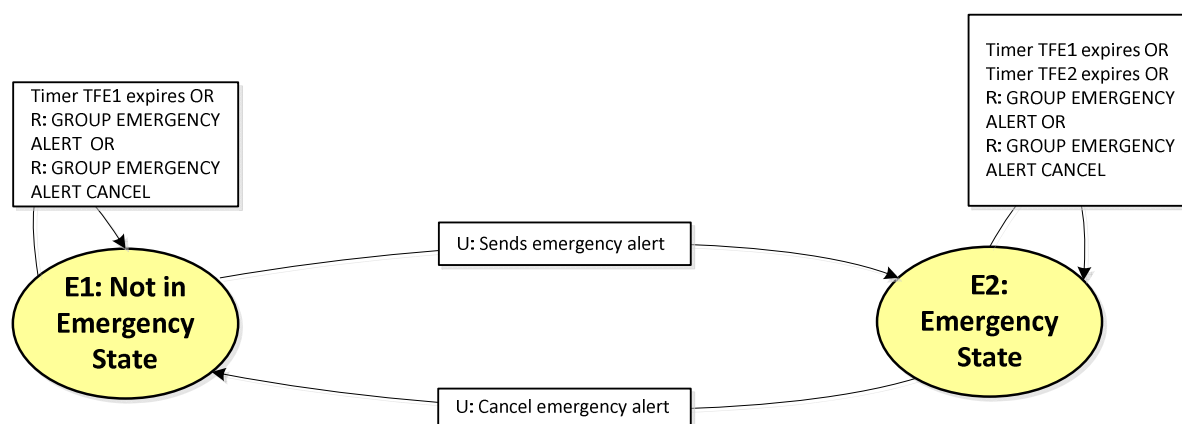 Timer TFE1 expires OR
R: GROUP EMERGENCY
ALERT OR
R: GROUP EMERGENCY
ALERT CANCEL
Timer TFE1 expires OR
Timer TFE2 expires OR
R: GROUP EMERGENCY
ALERT OR
R: GROUP EMERGENCY
ALERT CANCEL
U: Sends emergency alert
E1: Not in
Emergency
State
E2:
Emergency
State
U: Cancel emergency alert